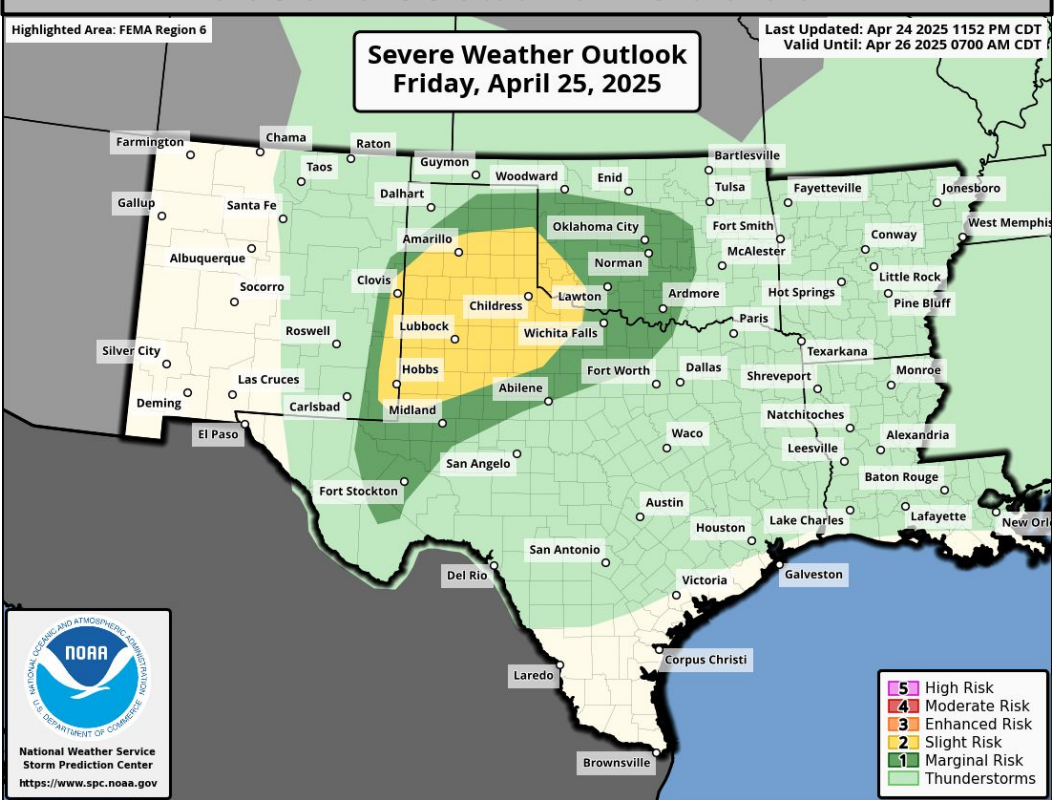 Highlighted Area: FEMA Region 6
Severe Weather Outlook
Friday, April 25, 2025
Last Updated: Apr 24 2025 1152 PM CDT
Valid Until: Apr 26 2025 0700 AM CDT
Farmington
Chama
Raton
Taos
Guymon
Woodward
Enid
Bartlesville
Tulsa
Fayetteville
Jonesboro
Gallup
Santa Fe
Dalhart
Oklahoma City
Fort Smith
West Memphis
Albuquerque
Amarillo
Norman
McAlester
Conway
Little Rock
Socorro
Clovis
Childress
Lawton
Ardmore
Hot Springs
Pine Bluff
Roswell
Lubbock
Wichita Falls
Paris
Silver City
Las Cruces
Hobbs
Fort Worth
Dallas
Texarkana
Shreveport
Monroe
Deming
Carlsbad
Midland
Abilene
Natchitoches
El Paso
San Angelo
Waco
Leesville
Alexandria
Fort Stockton
Baton Rouge
Austin
Houston
Lake Charles
Lafayette
New Orl
Del Rio
San Antonio
Victoria
Galveston
Laredo
Corpus Christi
Brownsville
NATIONAL OCEANIC AND ATMOSPHERIC ADMINISTRATION
NOAA
U.S. DEPARTMENT OF COMMERCE
National Weather Service
Storm Prediction Center
https://www.spc.noaa.gov
5 High Risk
4 Moderate Risk
3 Enhanced Risk
2 Slight Risk
1 Marginal Risk
Thunderstorms